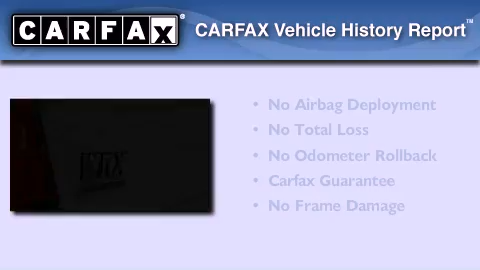 CARFAX® CARFAX Vehicle History Report™
• No Airbag Deployment
• No Total Loss
• No Odometer Rollback
• Carfax Guarantee
• No Frame Damage